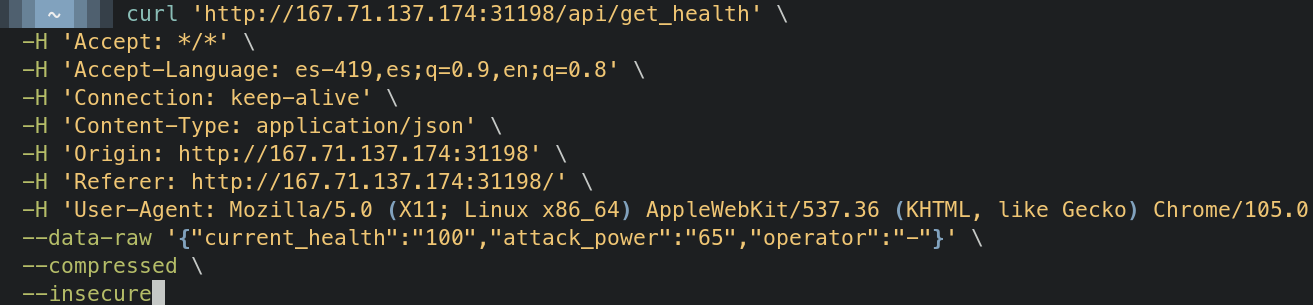 ~ curl 'http://167.71.137.174:31198/api/get_health' \
-H 'Accept: */*' \
-H 'Accept-Language: es-419,es;q=0.9,en;q=0.8' \
-H 'Connection: keep-alive' \
-H 'Content-Type: application/json' \
-H 'Origin: http://167.71.137.174:31198' \
-H 'Referer: http://167.71.137.174:31198/' \
-H 'User-Agent: Mozilla/5.0 (X11; Linux x86_64) AppleWebKit/537.36 (KHTML, like Gecko) Chrome/105.0
--data-raw '{"current_health":"100","attack_power":"65","operator":"-"}' \
--compressed \
--insecure